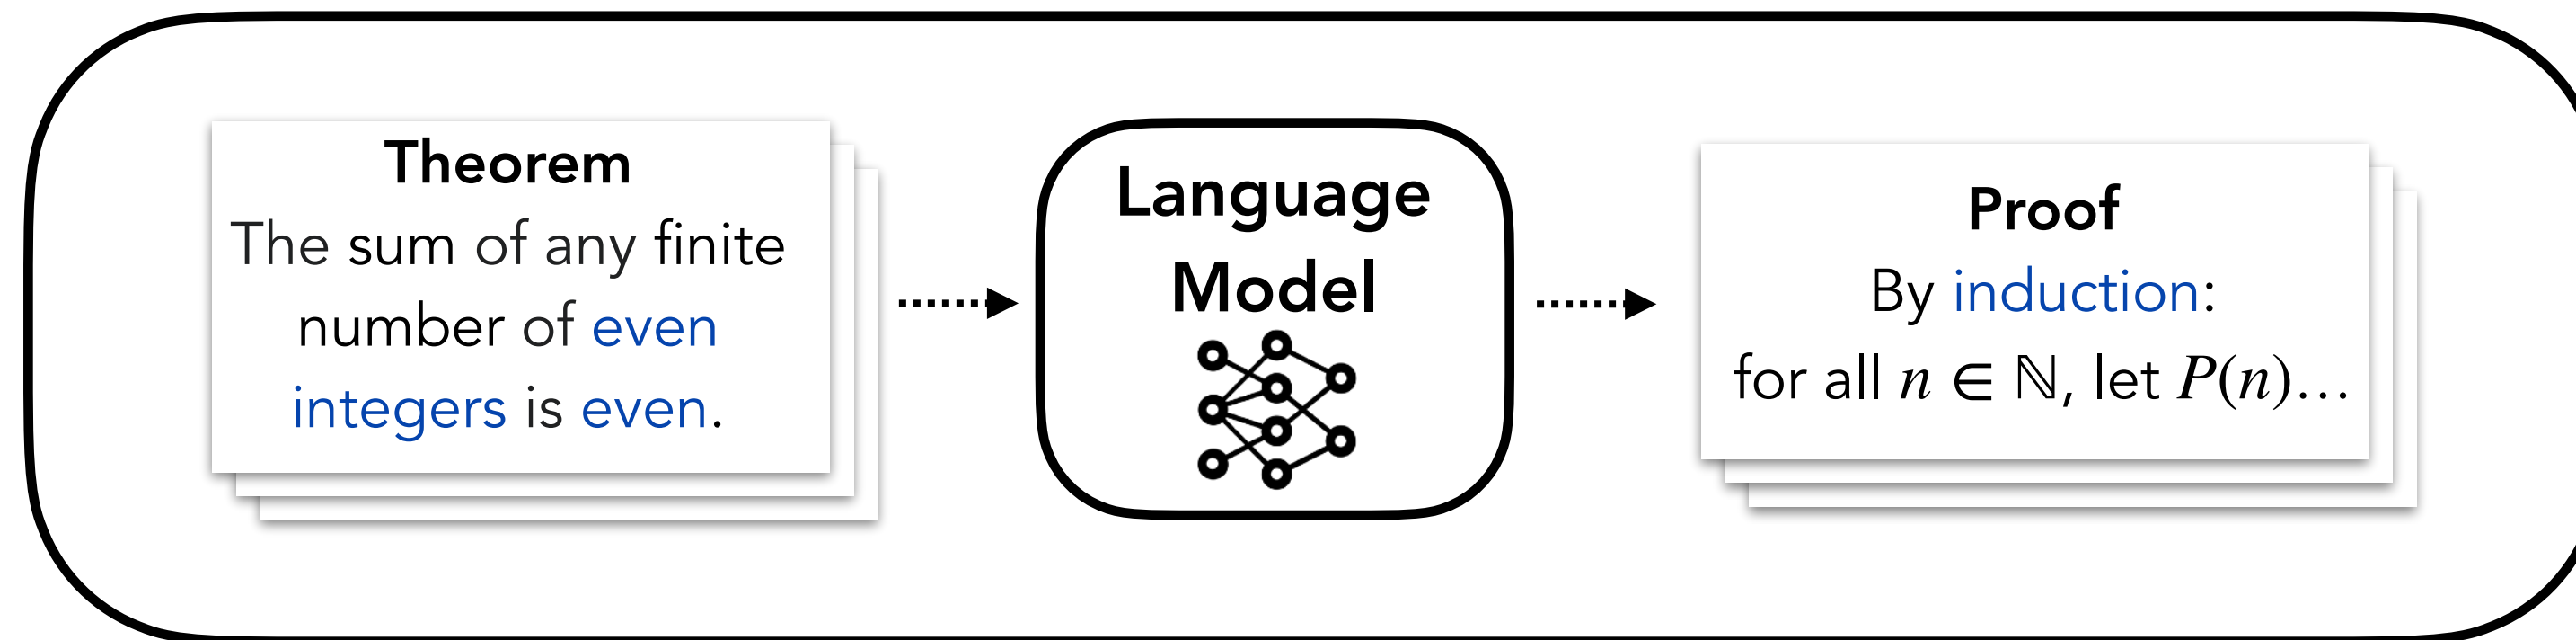 Theorem
The sum of any finite
number of even
integers is even.
Language
Model
Proof
By induction:
for all n ∈ ℕ, let P(n)…